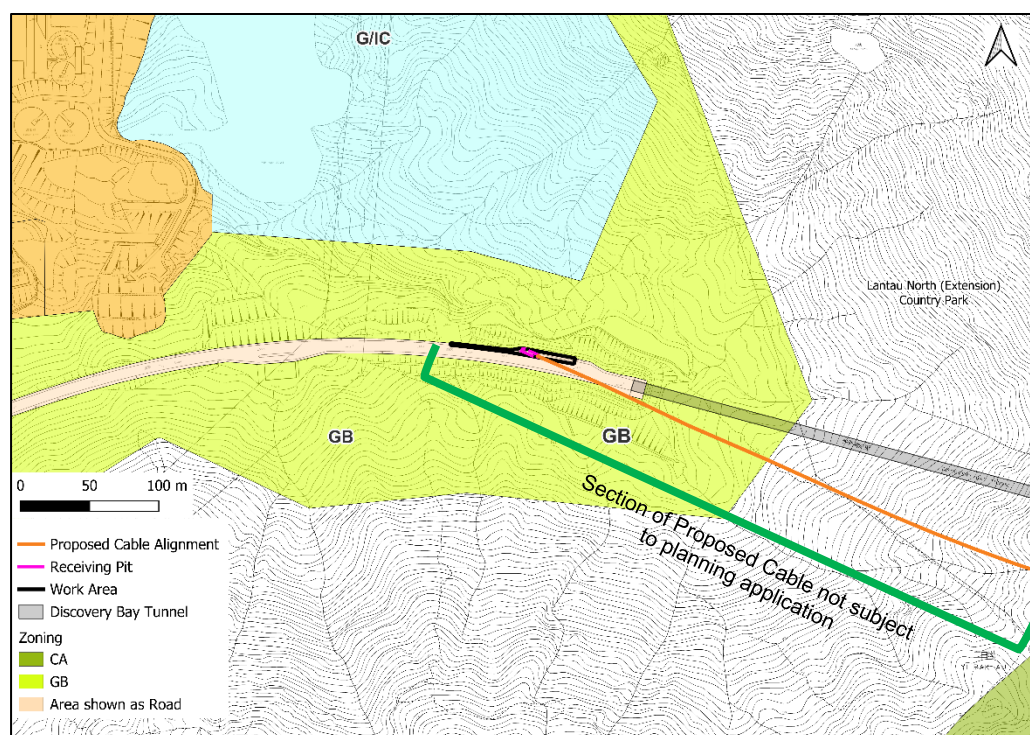 G/IC
Lantau North (Extension)
Country Park
GB
GB
Section of Proposed Cable not subject
to planning application
0 50 100 m
Proposed Cable Alignment
Receiving Pit
Work Area
Discovery Bay Tunnel
Zoning
CA
GB
Area shown as Road